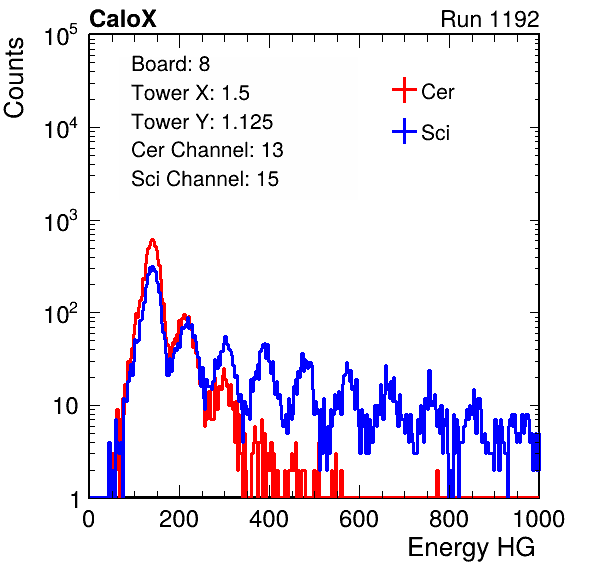 CaloX Run 1192
10^5
Counts
Board: 8
Tower X: 1.5
Tower Y: 1.125
Cer Channel: 13
Sci Channel: 15
Cer
Sci
10^4
10^3
10^2
10
1
0 200 400 600 800 1000
Energy HG